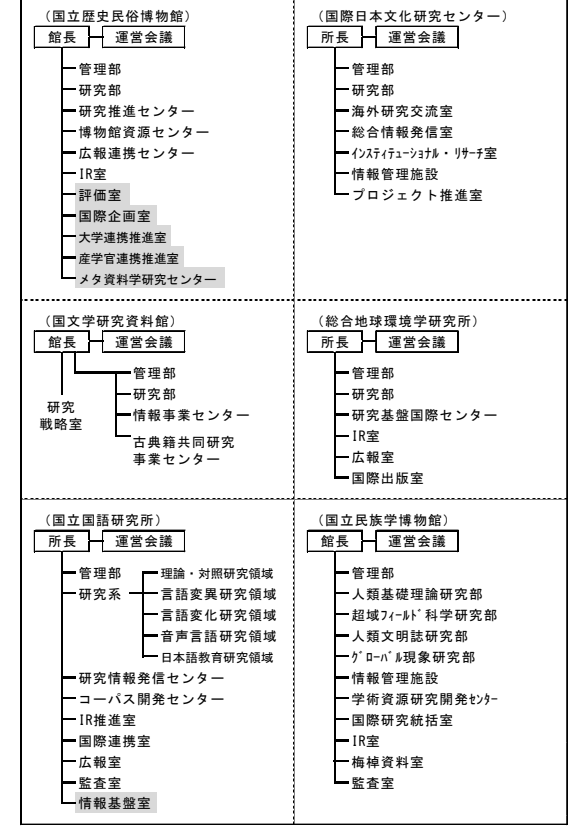 (国立歴史民俗博物館)
館長 運営会議
管理部
研究部
研究推進センター
博物館資源センター
広報連携センター
IR室
評価室
国際企画室
大学連携推進室
産学官連携推進室
メタ資料学研究センター
(国際日本文化研究センター)
所長 運営会議
管理部
研究部
海外研究交流室
総合情報発信室
インスティテューショナル・リサーチ室
情報管理施設
プロジェクト推進室
(国文学研究資料館)
館長 運営会議
研究
戦略室
管理部
研究部
情報事業センター
古典籍共同研究
事業センター
(総合地球環境学研究所)
所長 運営会議
管理部
研究部
研究基盤国際センター
IR室
広報室
国際出版室
(国立国語研究所)
所長 運営会議
管理部
研究系
理論・対照研究領域
言語変異研究領域
言語変化研究領域
音声言語研究領域
日本語教育研究領域
研究情報発信センター
コーパス開発センター
IR推進室
国際連携室
広報室
監査室
情報基盤室
(国立民族学博物館)
館長 運営会議
管理部
人類基礎理論研究部
超域フィールド科学研究部
人類文明誌研究部
グローバル現象研究部
情報管理施設
学術資源研究開発センター
国際研究統括室
IR室
梅棹資料室
監査室